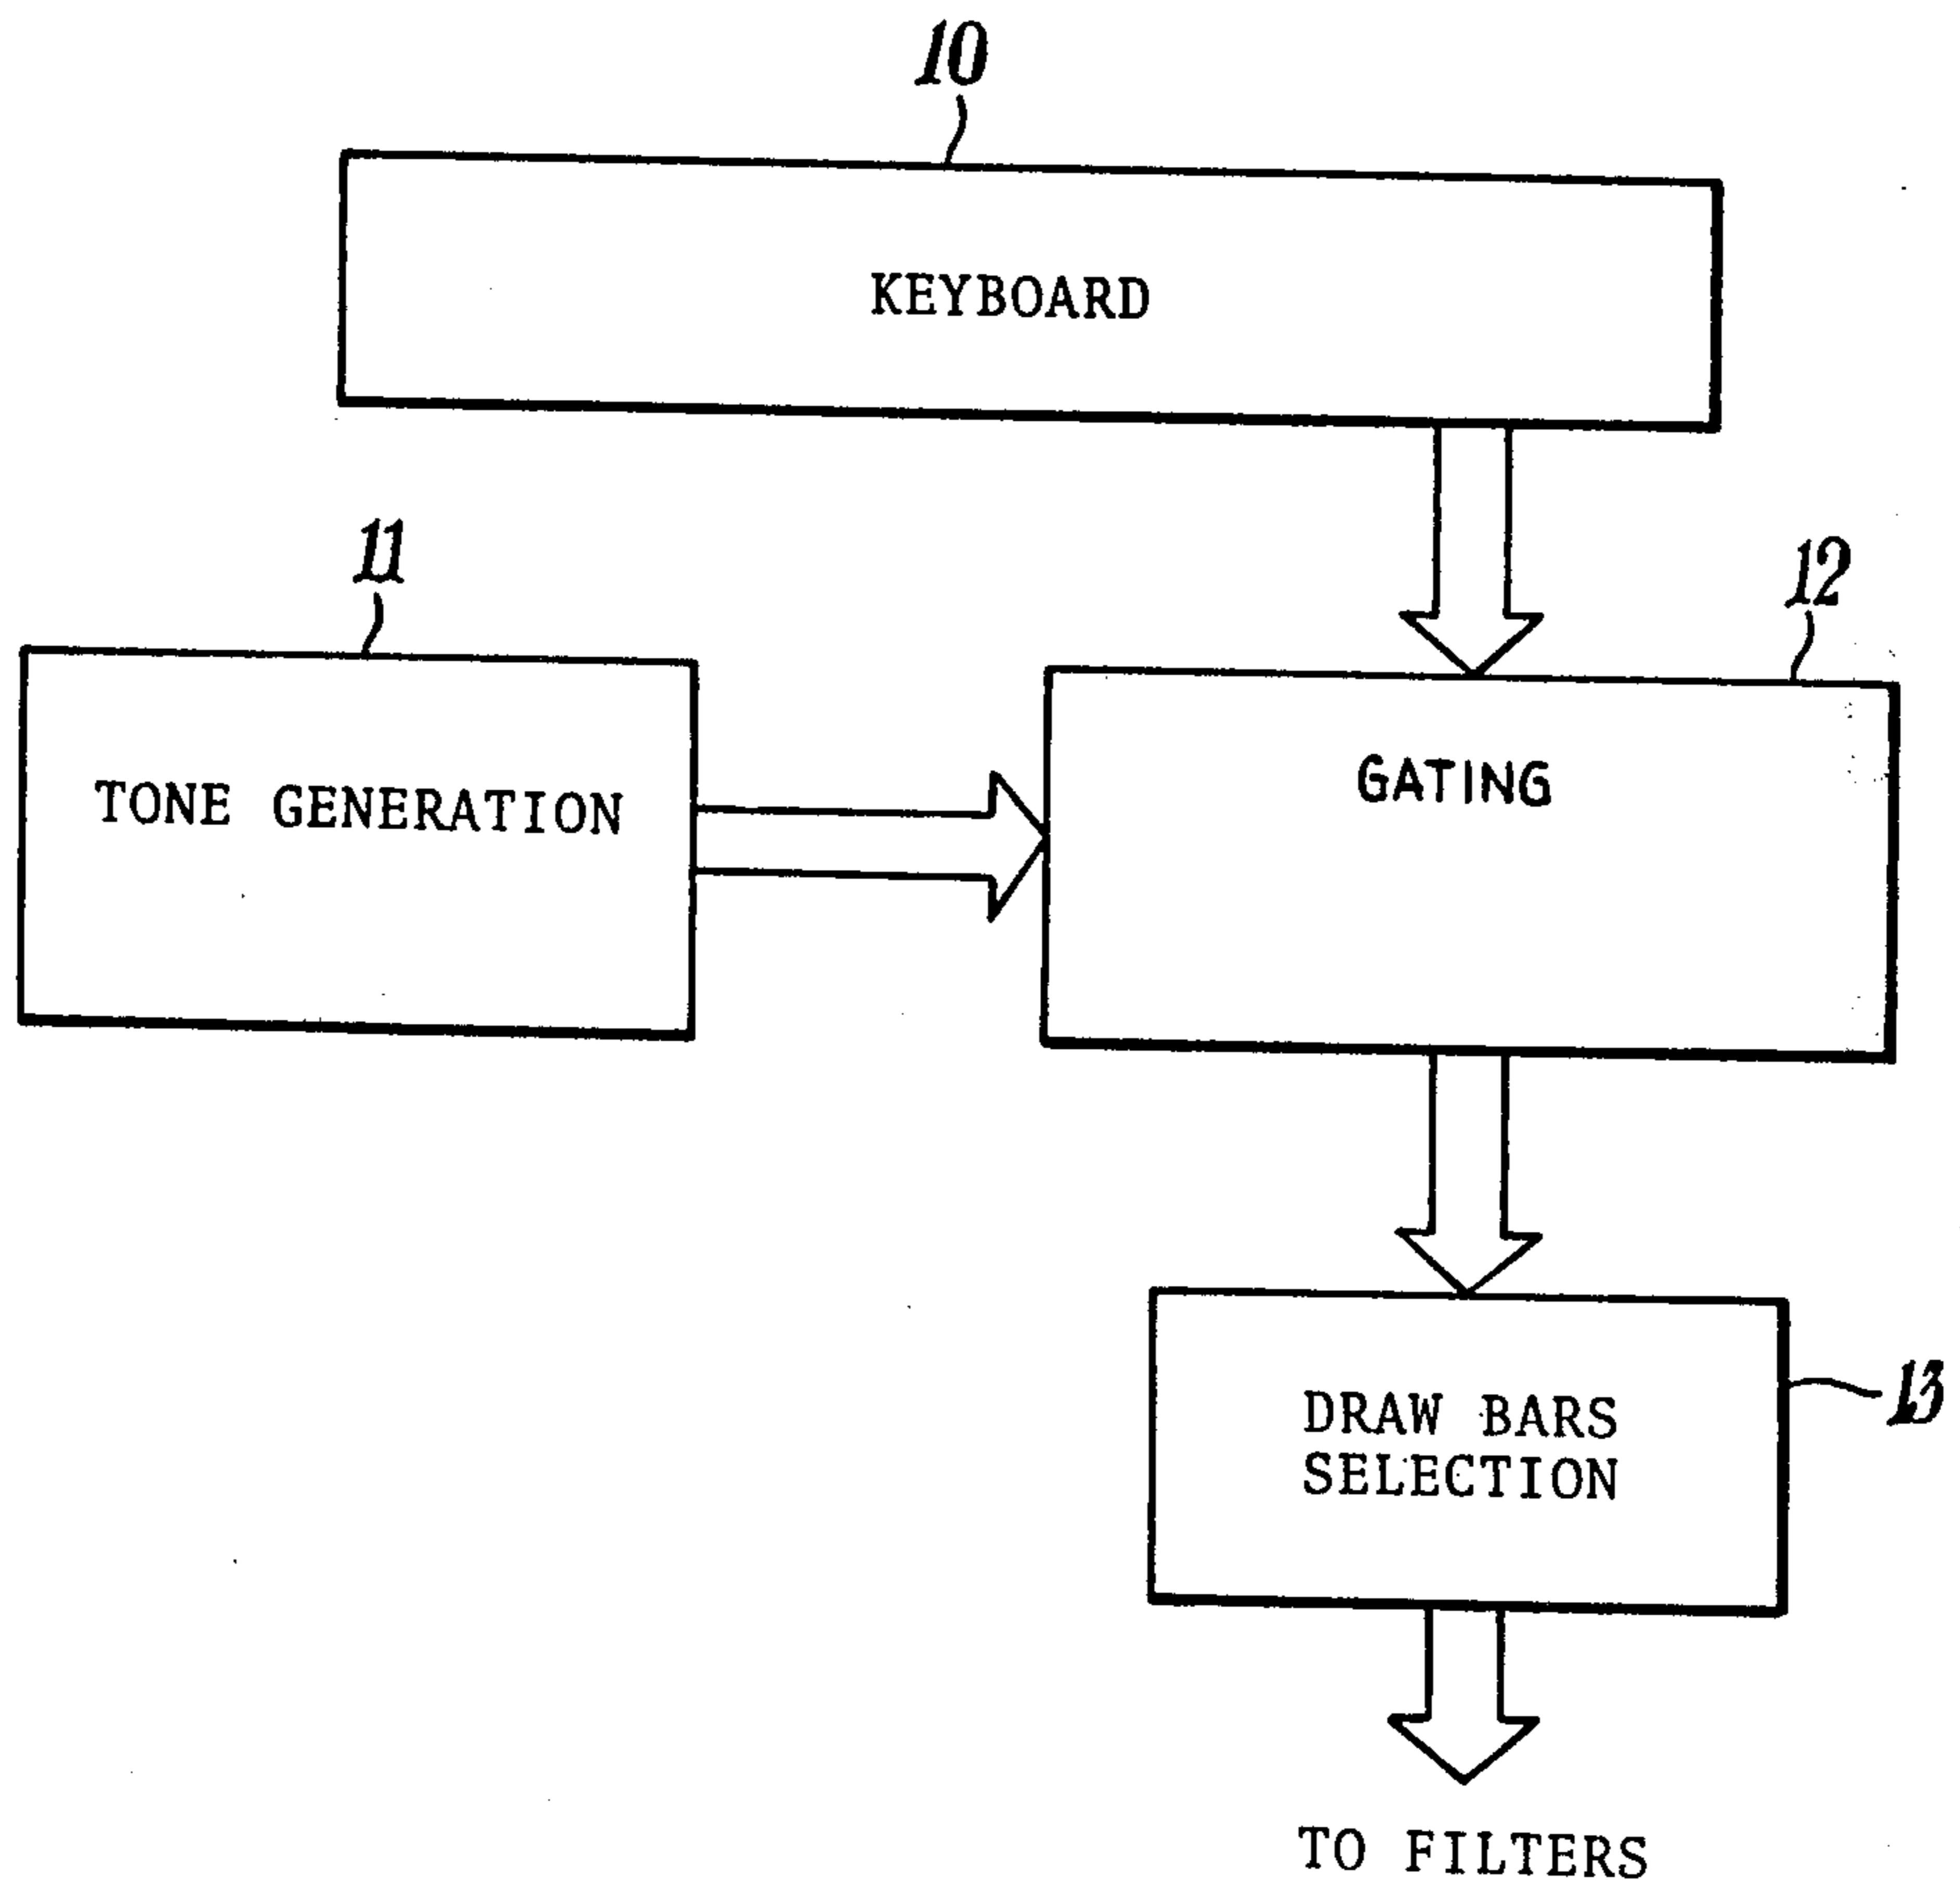 10
KEYBOARD
11
12
TONE GENERATION
GATING
13
DRAW BARS
SELECTION
TO FILTERS